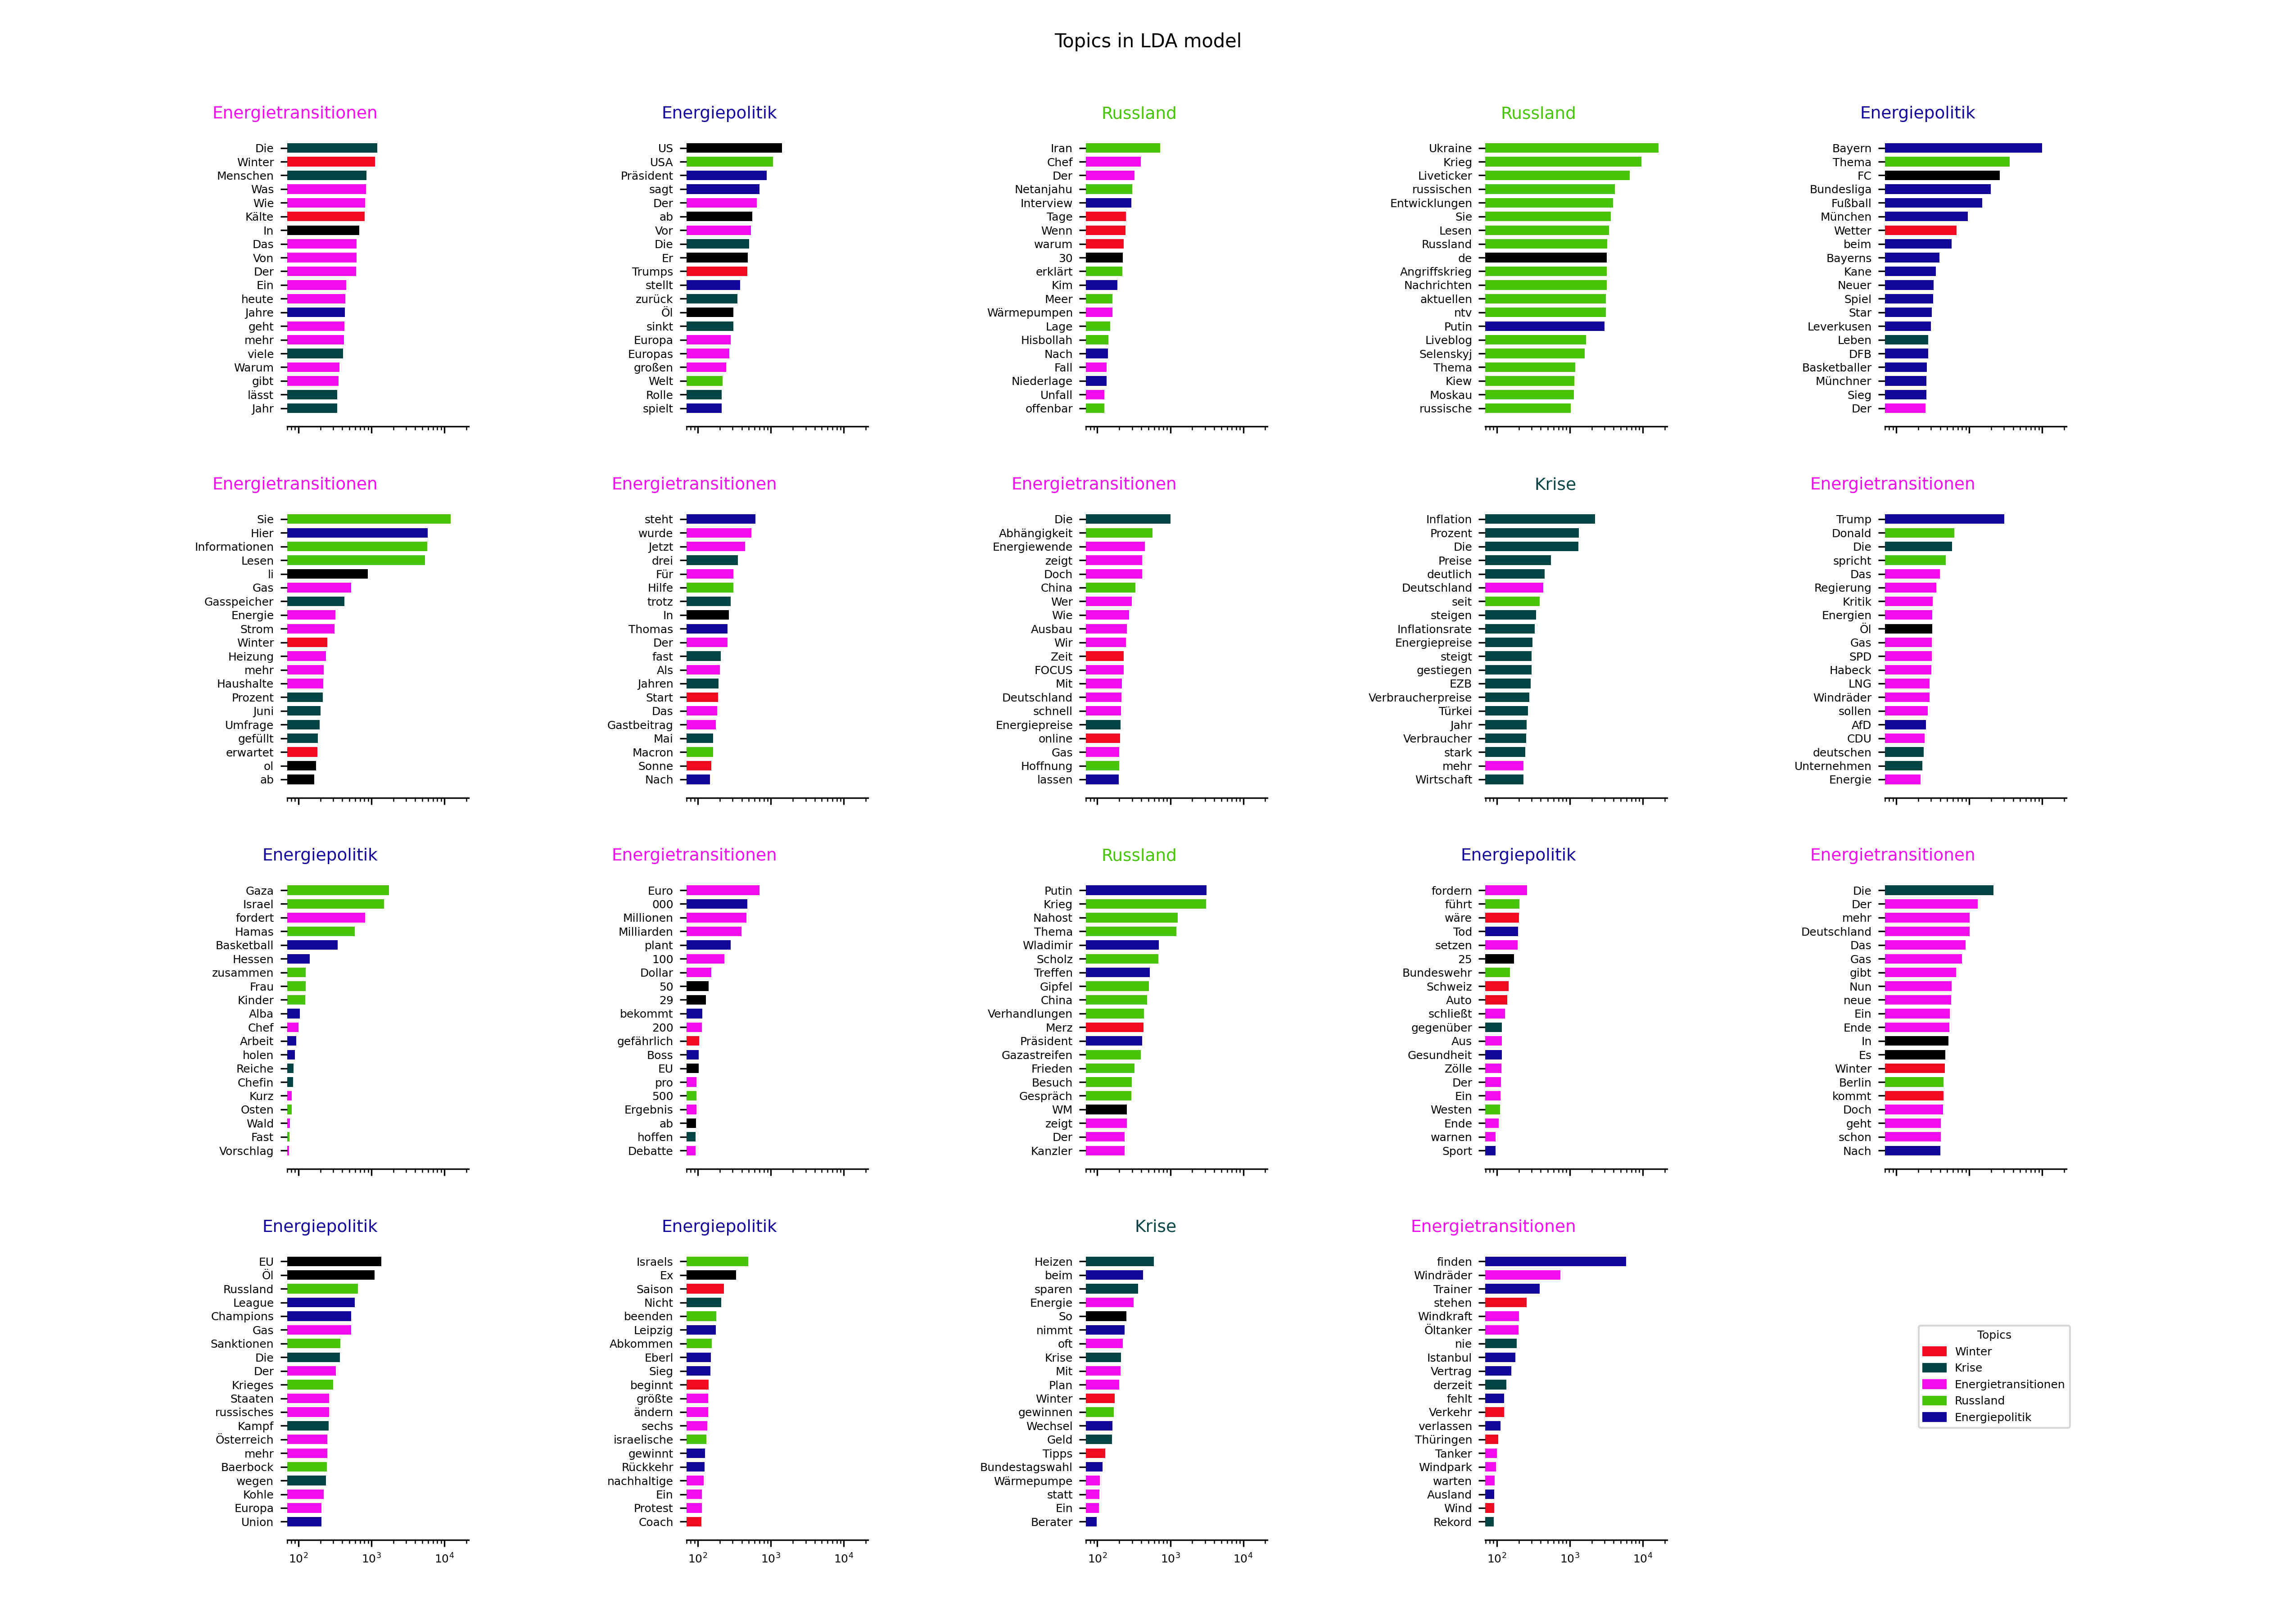 Topics in LDA model
Energietransitionen
Die
Winter
Menschen
Was
Wie
Kälte
In
Das
Von
Der
Ein
heute
Jahre
geht
mehr
viele
Warum
gibt
lässt
Jahr
Energiepolitik
US
USA
Präsident
sagt
Der
ab
Vor
Die
Er
Trumps
stellt
zurück
Öl
sinkt
Europa
Europas
großen
Welt
Rolle
spielt
Russland
Iran
Chef
Der
Netanjahu
Interview
Tage
Wenn
warum
30
erklärt
Kim
Meer
Wärmepumpen
Lage
Hisbollah
Nach
Fall
Niederlage
Unfall
offenbar
Russland
Ukraine
Krieg
Liveticker
russischen
Entwicklungen
Sie
Lesen
Russland
de
Angriffskrieg
Nachrichten
aktuellen
ntv
Putin
Liveblog
Selenskyj
Thema
Kiew
Moskau
russische
Energiepolitik
Bayern
Thema
FC
Bundesliga
Fußball
München
Wetter
beim
Bayerns
Kane
Neuer
Spiel
Star
Leverkusen
Leben
DFB
Basketballer
Münchner
Sieg
Der
Energietransitionen
Sie
Hier
Informationen
Lesen
li
Gas
Gasspeicher
Energie
Strom
Winter
Heizung
mehr
Haushalte
Prozent
Juni
Umfrage
gefüllt
erwartet
ol
ab
Energietransitionen
steht
wurde
Jetzt
drei
Für
Hilfe
trotz
In
Thomas
Der
fast
Als
Jahren
Start
Das
Gastbeitrag
Mai
Macron
Sonne
Nach
Energietransitionen
Die
Abhängigkeit
Energiewende
zeigt
Doch
China
Wer
Wie
Ausbau
Wir
Zeit
FOCUS
Mit
Deutschland
schnell
Energiepreise
online
Gas
Hoffnung
lassen
Krise
Inflation
Prozent
Die
Preise
deutlich
Deutschland
seit
steigen
Inflationsrate
Energiepreise
steigt
gestiegen
EZB
Verbraucherpreise
Türkei
Jahr
Verbraucher
stark
mehr
Wirtschaft
Energietransitionen
Trump
Donald
Die
spricht
Das
Regierung
Kritik
Energien
Öl
Gas
SPD
Habeck
LNG
Windräder
sollen
AfD
CDU
deutschen
Unternehmen
Energie
Energiepolitik
Gaza
Israel
fordert
Hamas
Basketball
Hessen
zusammen
Frau
Kinder
Alba
Chef
Arbeit
holen
Reiche
Chefin
Kurz
Osten
Wald
Fast
Vorschlag
Energietransitionen
Euro
000
Millionen
Milliarden
plant
100
Dollar
50
29
bekommt
200
gefährlich
Boss
EU
pro
500
Ergebnis
ab
hoffen
Debatte
Russland
Putin
Krieg
Nahost
Thema
Wladimir
Scholz
Treffen
Gipfel
China
Verhandlungen
Merz
Präsident
Gazastreifen
Frieden
Besuch
Gespräch
WM
zeigt
Der
Kanzler
Energiepolitik
fordern
führt
wäre
Tod
setzen
25
Bundeswehr
Schweiz
Auto
schließt
gegenüber
Aus
Gesundheit
Zölle
Der
Ein
Westen
Ende
warnen
Sport
Energietransitionen
Die
Der
mehr
Deutschland
Das
Gas
gibt
Nun
neue
Ein
Ende
In
Es
Winter
Berlin
kommt
Doch
geht
schon
Nach
Energiepolitik
EU
Öl
Russland
League
Champions
Gas
Sanktionen
Die
Der
Krieges
Staaten
russisches
Kampf
Österreich
mehr
Baerbock
wegen
Kohle
Europa
Union
10² 10³ 10⁴
Energiepolitik
Israels
Ex
Saison
Nicht
beenden
Leipzig
Abkommen
Eberl
Sieg
beginnt
größte
ändern
sechs
israelische
gewinnt
Rückkehr
nachhaltige
Ein
Protest
Coach
10² 10³ 10⁴
Krise
Heizen
beim
sparen
Energie
So
nimmt
oft
Krise
Mit
Plan
Winter
gewinnen
Wechsel
Geld
Tipps
Bundestagswahl
Wärmepumpe
statt
Ein
Berater
10² 10³ 10⁴
Energietransitionen
finden
Windräder
Trainer
stehen
Windkraft
Öltanker
nie
Istanbul
Vertrag
derzeit
fehlt
Verkehr
verlassen
Thüringen
Tanker
Windpark
warten
Ausland
Wind
Rekord
10² 10³ 10⁴
Topics
Winter
Krise
Energietransitionen
Russland
Energiepolitik